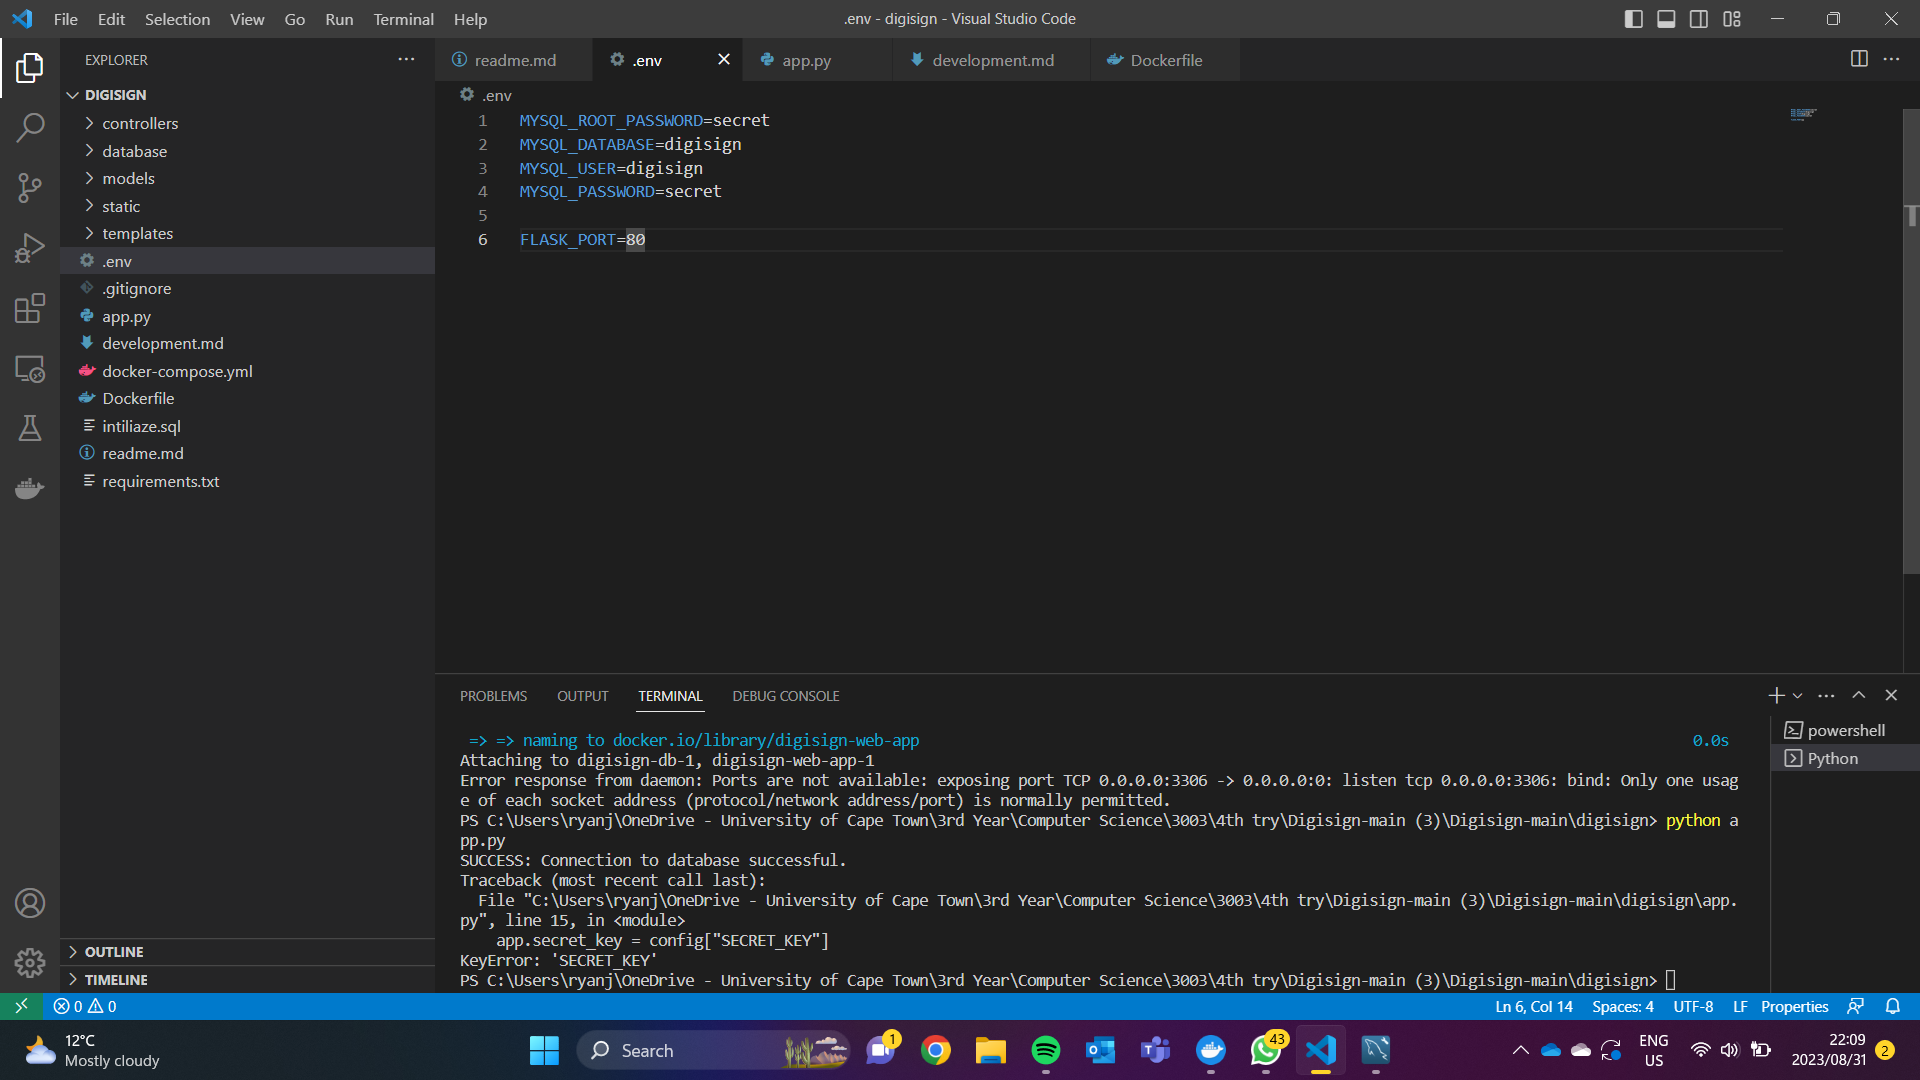 File Edit Selection View Go Run Terminal Help
.env - digisign - Visual Studio Code
EXPLORER
readme.md
.env
app.py
development.md
Dockerfile
DIGISIGN
controllers
database
models
static
templates
.env
.gitignore
app.py
development.md
docker-compose.yml
Dockerfile
intiliaze.sql
readme.md
requirements.txt
OUTLINE
TIMELINE
.env
1 MYSQL_ROOT_PASSWORD=secret
2 MYSQL_DATABASE=digisign
3 MYSQL_USER=digisign
4 MYSQL_PASSWORD=secret
5
6 FLASK_PORT=80
PROBLEMS OUTPUT TERMINAL DEBUG CONSOLE
powershell
Python
=> => naming to docker.io/library/digisign-web-app 0.0s
Attaching to digisign-db-1, digisign-web-app-1
Error response from daemon: Ports are not available: exposing port TCP 0.0.0.0:3306 -> 0.0.0.0:0: listen tcp 0.0.0.0:3306: bind: Only one usag
e of each socket address (protocol/network address/port) is normally permitted.
PS C:\Users\ryanj\OneDrive - University of Cape Town\3rd Year\Computer Science\3003\4th try\Digisign-main (3)\Digisign-main\digisign> python a
pp.py
SUCCESS: Connection to database successful.
Traceback (most recent call last):
File "C:\Users\ryanj\OneDrive - University of Cape Town\3rd Year\Computer Science\3003\4th try\Digisign-main (3)\Digisign-main\digisign\app.
py", line 15, in <module>
app.secret_key = config["SECRET_KEY"]
KeyError: 'SECRET_KEY'
PS C:\Users\ryanj\OneDrive - University of Cape Town\3rd Year\Computer Science\3003\4th try\Digisign-main (3)\Digisign-main\digisign>
0 0
Ln 6, Col 14 Spaces: 4 UTF-8 LF Properties
12°C
Mostly cloudy
Search
1
43
ENG
US
22:09
2023/08/31
2